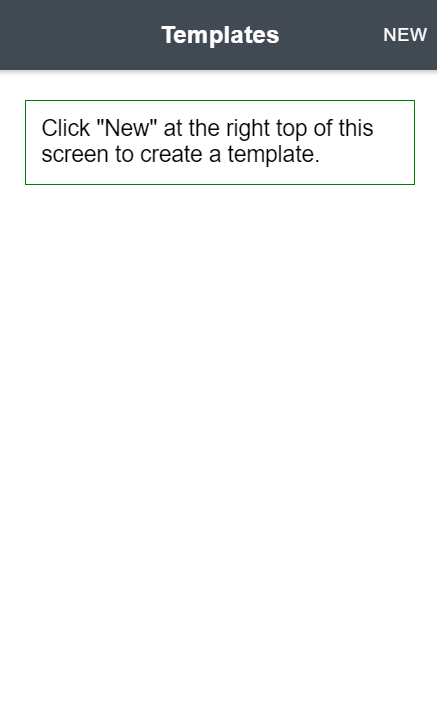 Templates
NEW
Click "New" at the right top of this
screen to create a template.